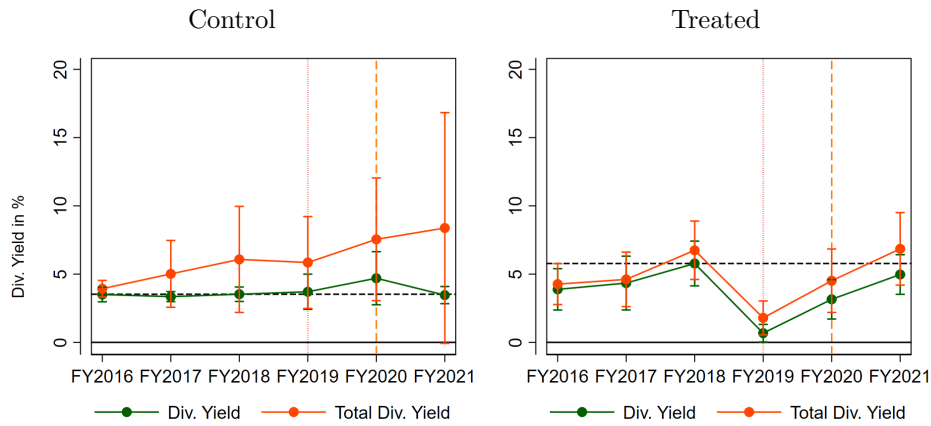 Control
Treated
Div. Yield in %
20
15
10
5
0
FY2016 FY2017 FY2018 FY2019 FY2020 FY2021
Div. Yield
Total Div. Yield
20
15
10
5
0
FY2016 FY2017 FY2018 FY2019 FY2020 FY2021
Div. Yield
Total Div. Yield